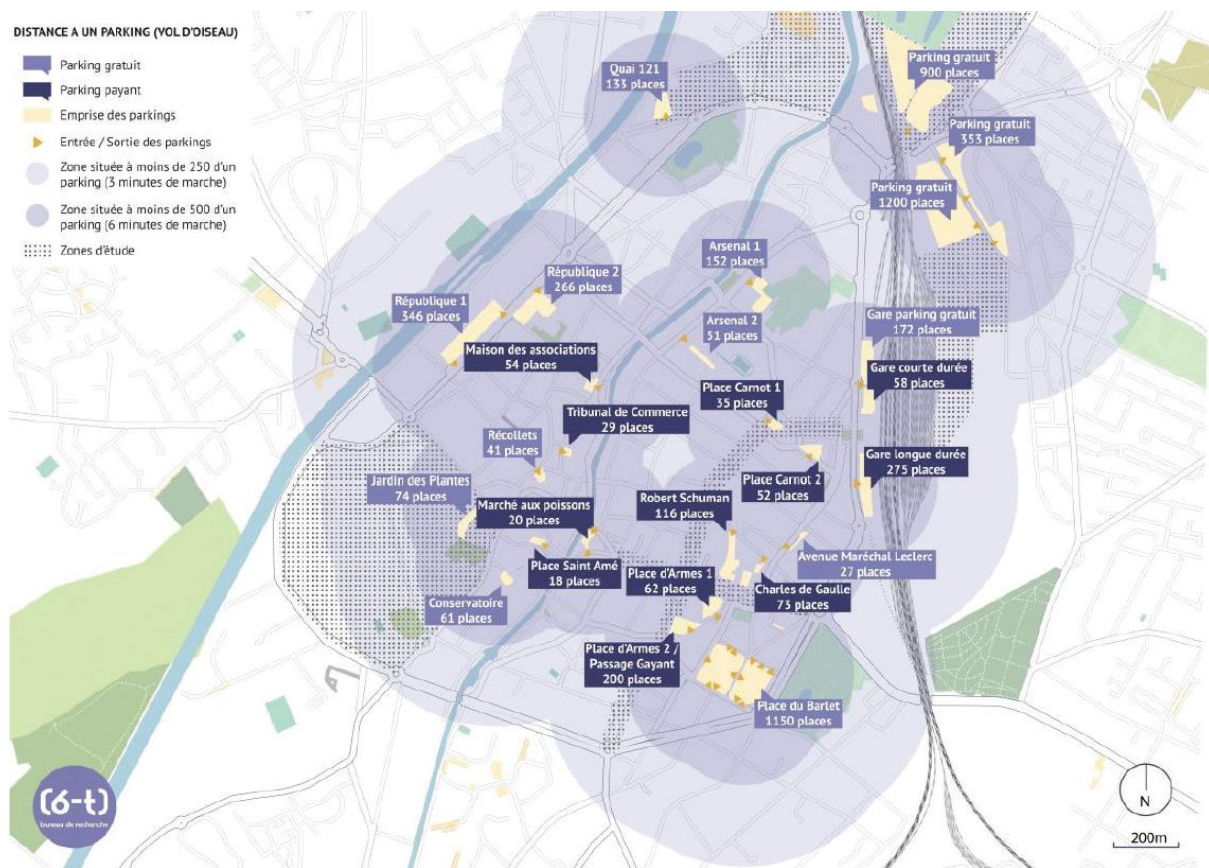 DISTANCE A UN PARKING (VOL D'OISEAU)
Parking gratuit
Parking payant
Emprise des parkings
Entrée / Sortie des parkings
Zone située à moins de 250 d'un
parking (3 minutes de marche)
Zone située à moins de 500 d'un
parking (6 minutes de marche)
Zones d'étude
Quai 121
133 places
Parking gratuit
900 places
Parking gratuit
353 places
Parking gratuit
1200 places
Arsenal 1
152 places
République 2
266 places
République 1
346 places
Arsenal 2
51 places
Gare parking gratuit
172 places
Maison des associations
54 places
Gare courte durée
58 places
Place Carnot 1
35 places
Tribunal de Commerce
29 places
Récollets
41 places
Gare longue durée
275 places
Place Carnot 2
52 places
Jardin des Plantes
74 places
Robert Schuman
116 places
Marché aux poissons
20 places
Place Saint Amé
18 places
Avenue Maréchal Leclerc
27 places
Place d'Armes 1
62 places
Charles de Gaulle
73 places
Conservatoire
61 places
Place d'Armes 2 /
Passage Gayant
200 places
Place du Barlet
1150 places
(6-t)
bureau de recherche
N
200m